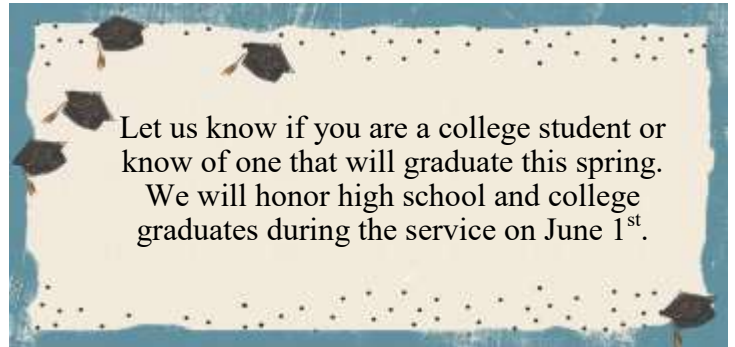 Let us know if you are a college student or
know of one that will graduate this spring.
We will honor high school and college
graduates during the service on June 1st.